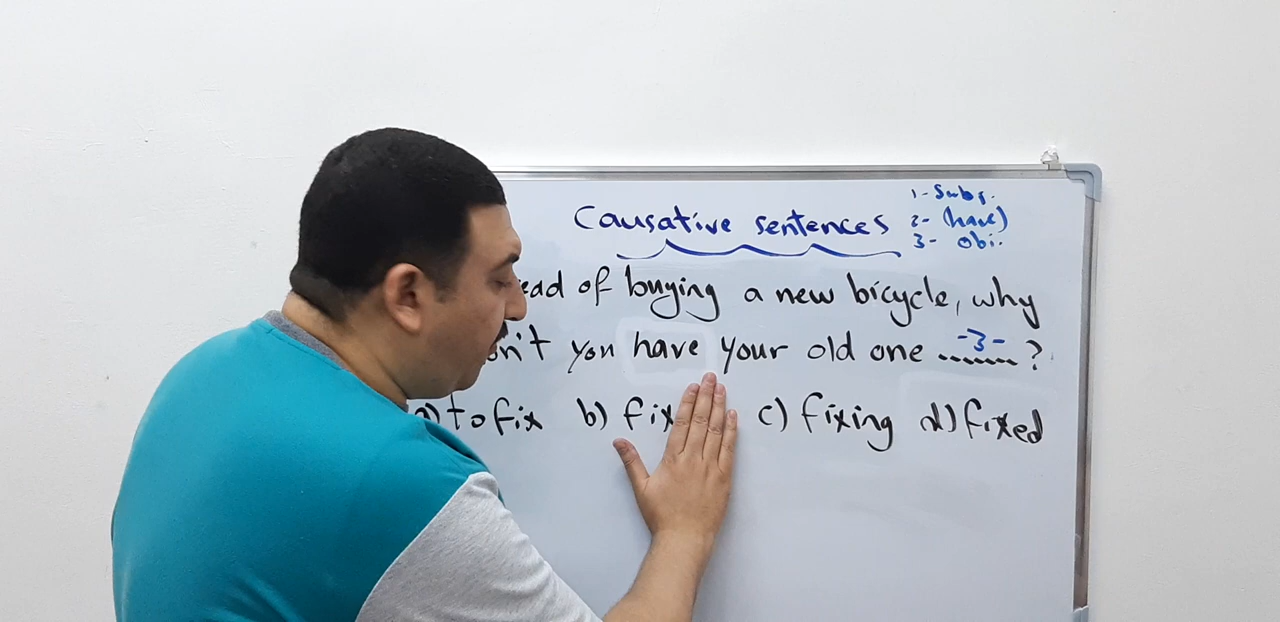 Causative sentences
1- Subj.
2- (have)
3- obj.
ead of buying a new bicycle, why
n't you have your old one -3- ........ ?
a) to fix b) fix c) fixing d) fixed